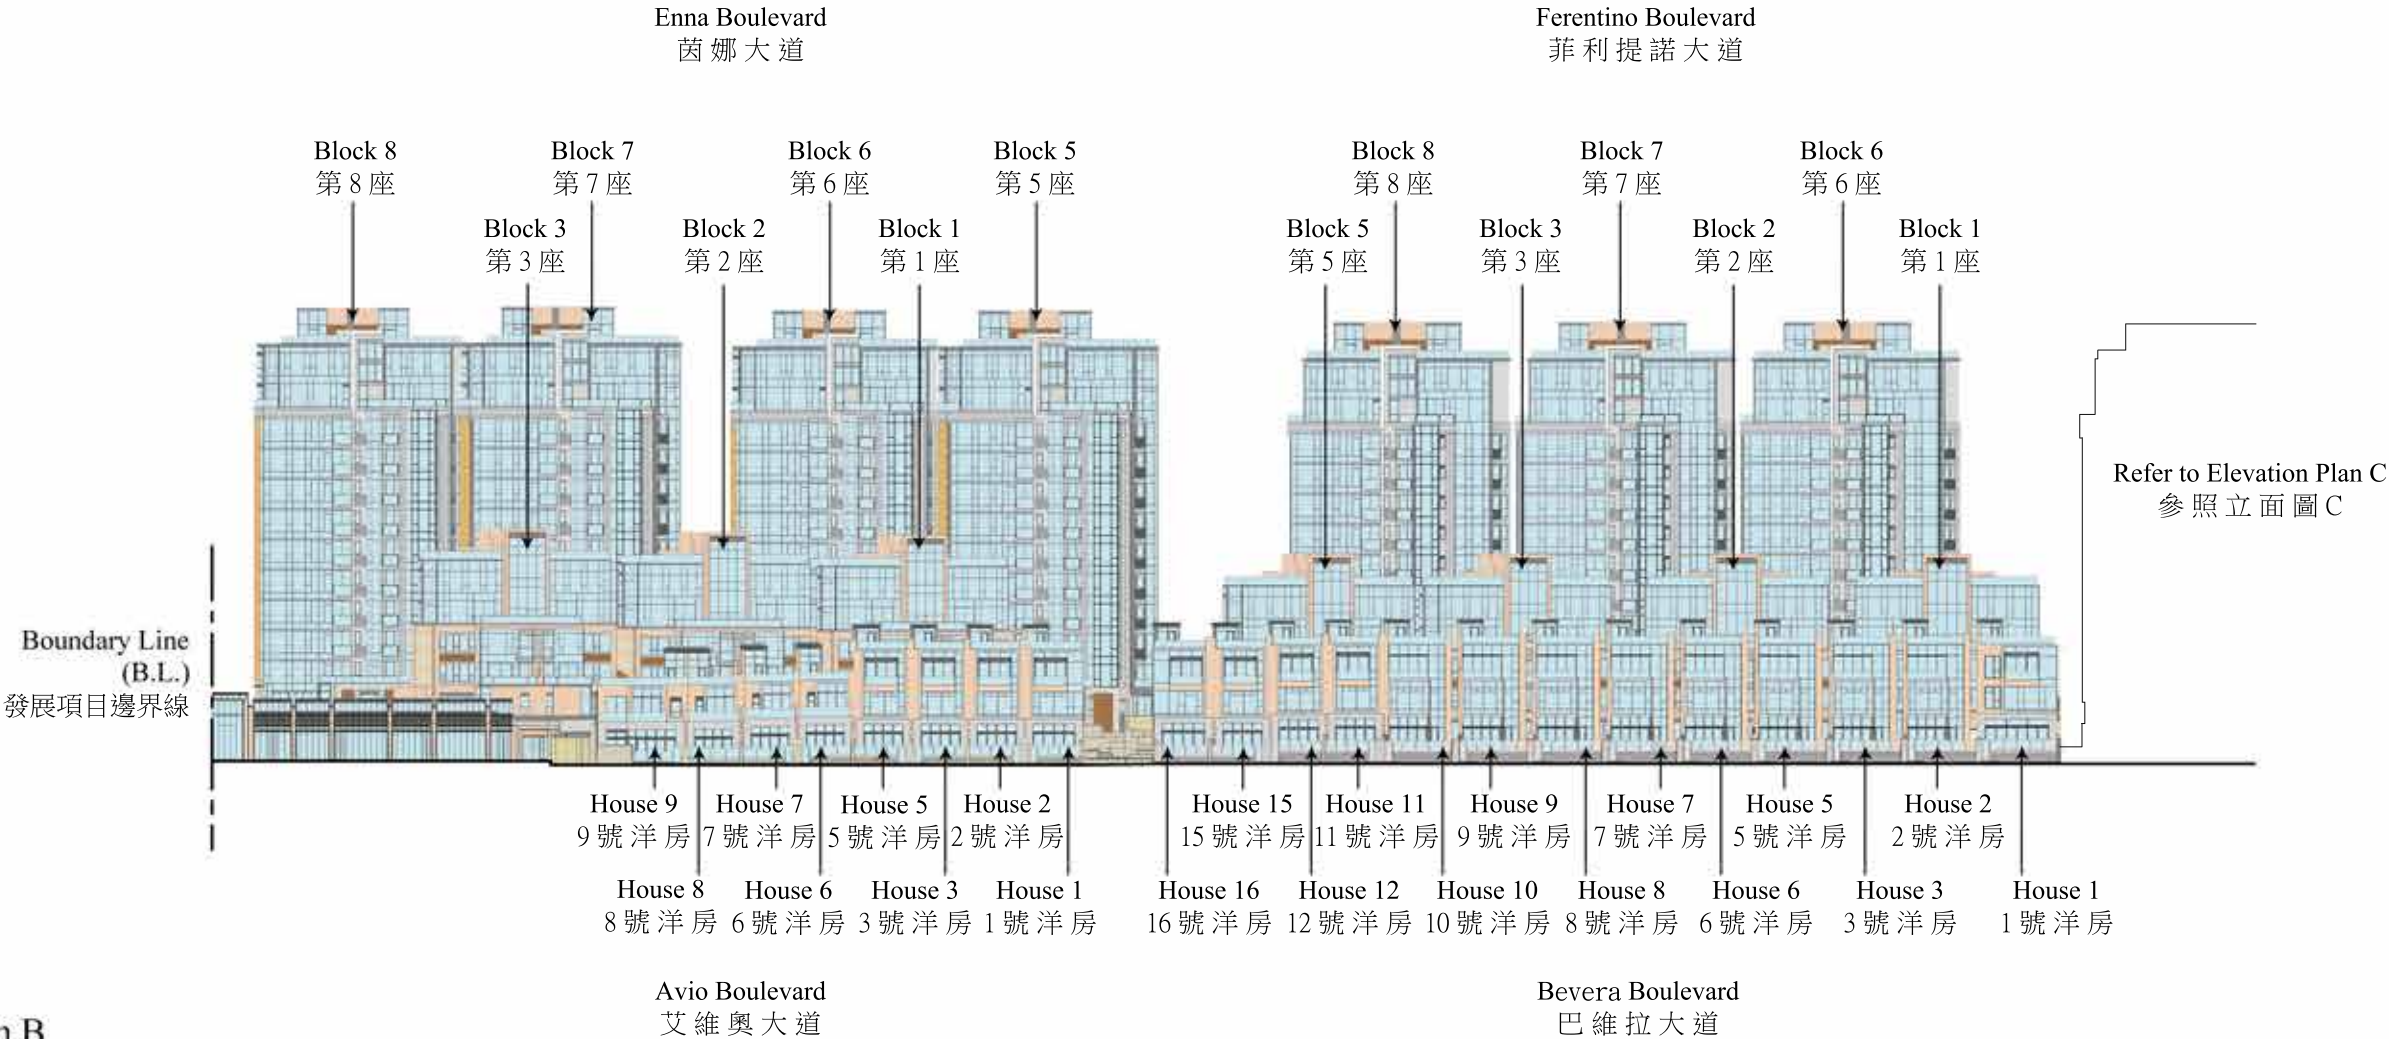 Enna Boulevard
茵娜大道
Ferentino Boulevard
菲利提諾大道
Block 8
第8座
Block 7
第7座
Block 6
第6座
Block 5
第5座
Block 8
第8座
Block 7
第7座
Block 6
第6座
Block 3
第3座
Block 2
第2座
Block 1
第1座
Block 5
第5座
Block 3
第3座
Block 2
第2座
Block 1
第1座
Refer to Elevation Plan C
參照立面圖C
Boundary Line
(B.L.)
發展項目邊界線
House 9
9號洋房
House 7
7號洋房
House 5
5號洋房
House 2
2號洋房
House 15
15號洋房
House 11
11號洋房
House 9
9號洋房
House 7
7號洋房
House 5
5號洋房
House 2
2號洋房
House 8
8號洋房
House 6
6號洋房
House 3
3號洋房
House 1
1號洋房
House 16
16號洋房
House 12
12號洋房
House 10
10號洋房
House 8
8號洋房
House 6
6號洋房
House 3
3號洋房
House 1
1號洋房
Avio Boulevard
艾維奧大道
Bevera Boulevard
巴維拉大道
B